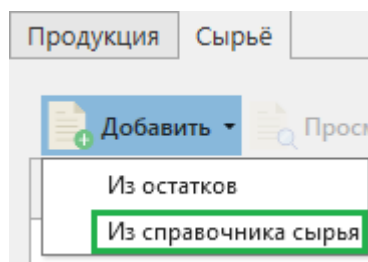 Продукция Сырьё
Добавить
Из остатков
Из справочника сырья